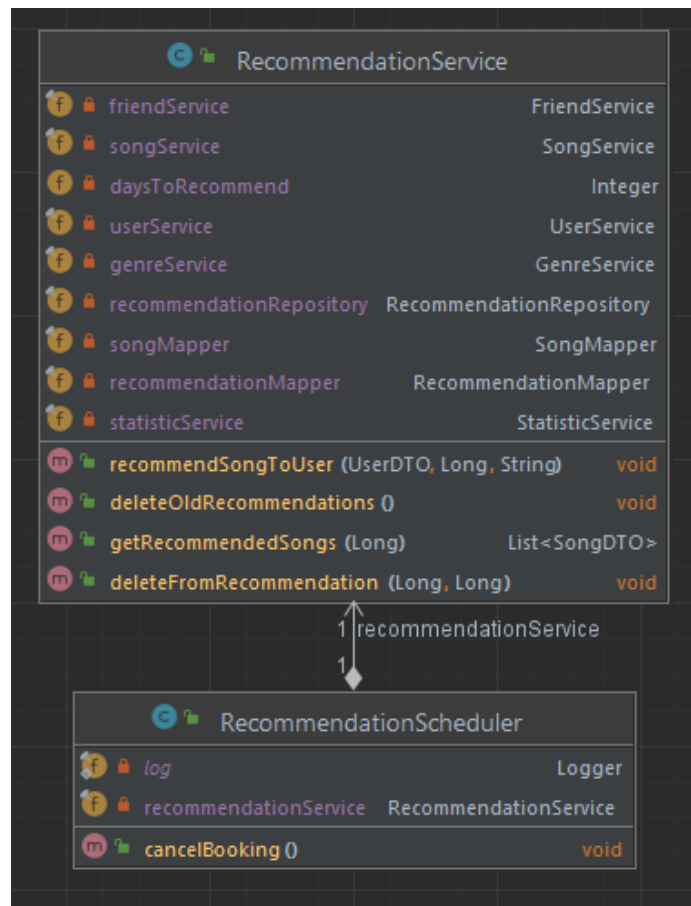 RecommendationService
f friendService FriendService
f songService SongService
f daysToRecommend Integer
f userService UserService
f genreService GenreService
f recommendationRepository RecommendationRepository
f songMapper SongMapper
f recommendationMapper RecommendationMapper
f statisticService StatisticService
m recommendSongToUser (UserDTO, Long, String) void
m deleteOldRecommendations () void
m getRecommendedSongs (Long) List<SongDTO>
m deleteFromRecommendation (Long, Long) void
1 recommendationService
1
C RecommendationScheduler
f log Logger
f recommendationService RecommendationService
m cancelBooking () void